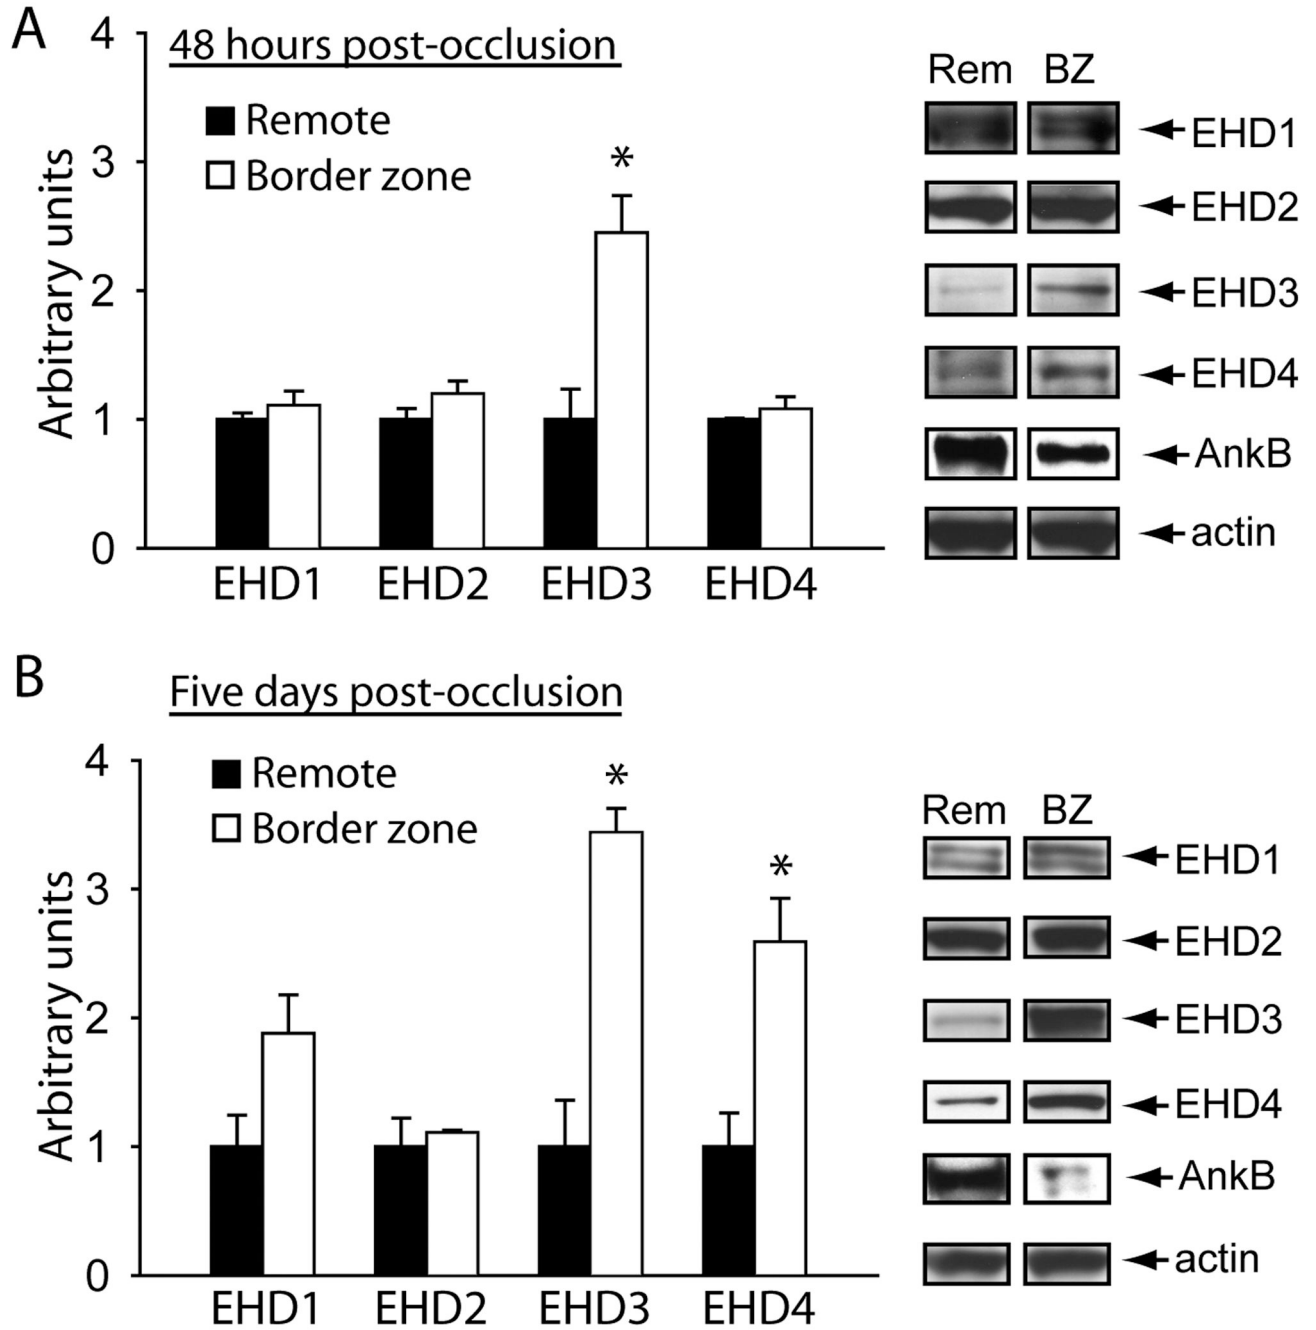 A
48 hours post-occlusion
4
3
2
1
0
Arbitrary units
Remote
Border zone
*
EHD1 EHD2 EHD3 EHD4
Rem BZ
EHD1
EHD2
EHD3
EHD4
AnkB
actin
B
Five days post-occlusion
4
3
2
1
0
Arbitrary units
Remote
Border zone
*
*
EHD1 EHD2 EHD3 EHD4
Rem BZ
EHD1
EHD2
EHD3
EHD4
AnkB
actin